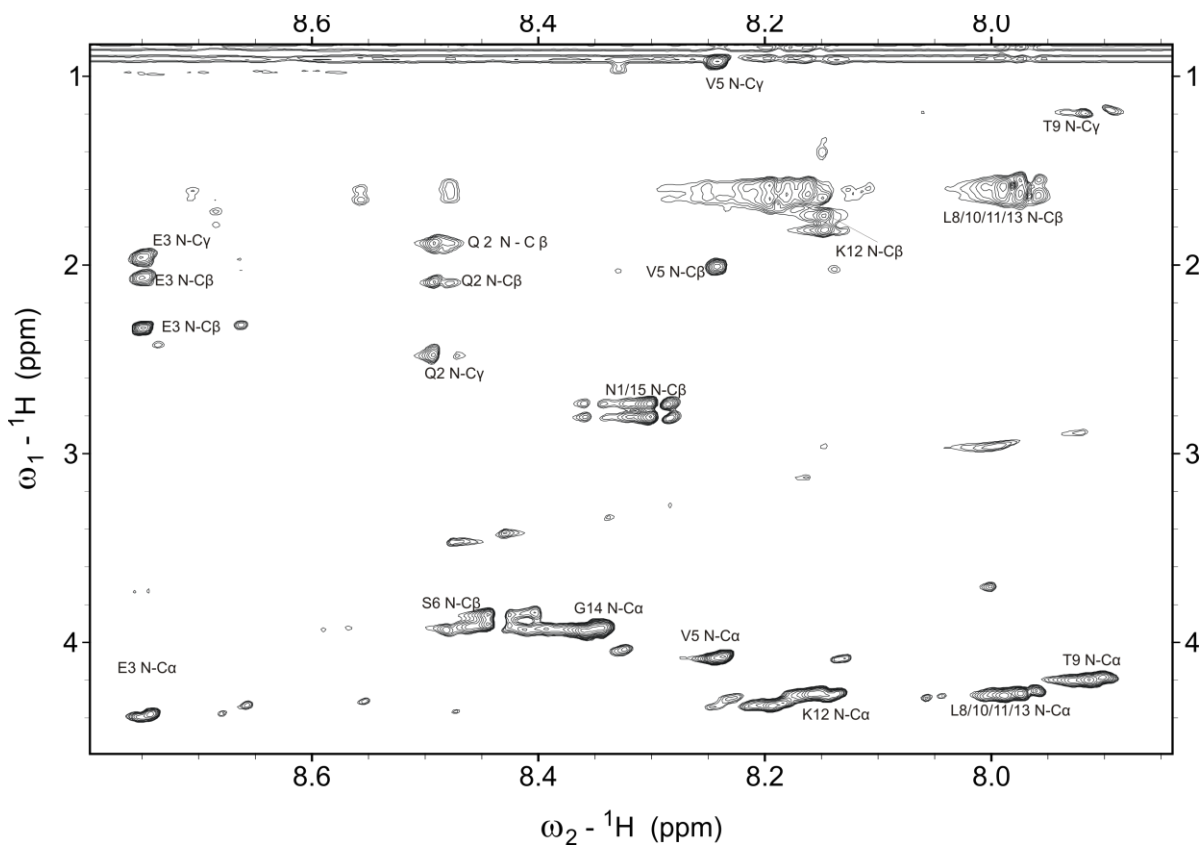 8.6 8.4 8.2 8.0
1 1
V5 N-Cγ
T9 N-Cγ
L8/10/11/13 N-Cβ
E3 N-Cγ
Q 2 N - C β
K12 N-Cβ
2 2
E3 N-Cβ
Q2 N-Cβ
V5 N-Cβ
E3 N-Cβ
Q2 N-Cγ
N1/15 N-Cβ
ω1 - 1H (ppm)
3 3
S6 N-Cβ
G14 N-Cα
V5 N-Cα
4 4
E3 N-Cα
T9 N-Cα
K12 N-Cα
L8/10/11/13 N-Cα
8.6 8.4 8.2 8.0
ω2 - 1H (ppm)